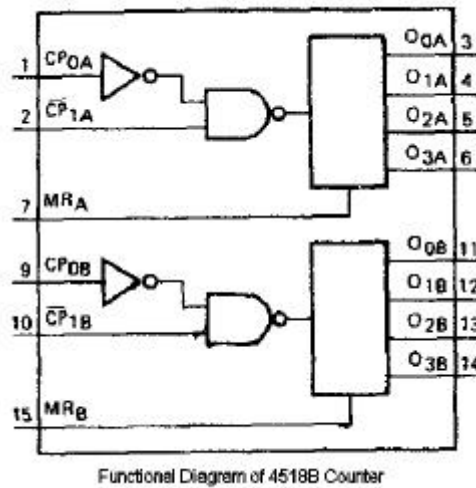 O0A 3
1 CP0A
O1A 4
2 C̅P̅1A
O2A 5
O3A 6
7 MRA
O0B 11
9 CP0B
O1B 12
10 C̅P̅1B
O2B 13
O3B 14
15 MRB
Functional Diagram of 4518B Counter